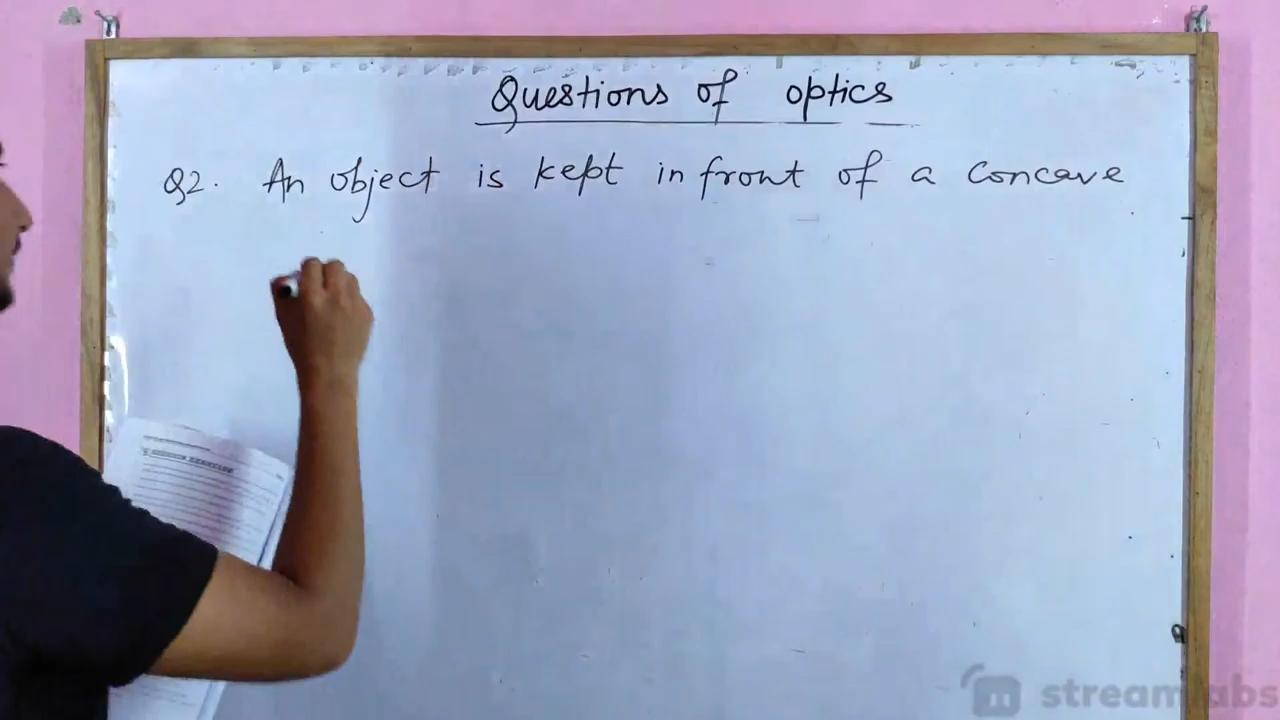 Questions of optics
Q2. An object is kept in front of a concave
streamlabs